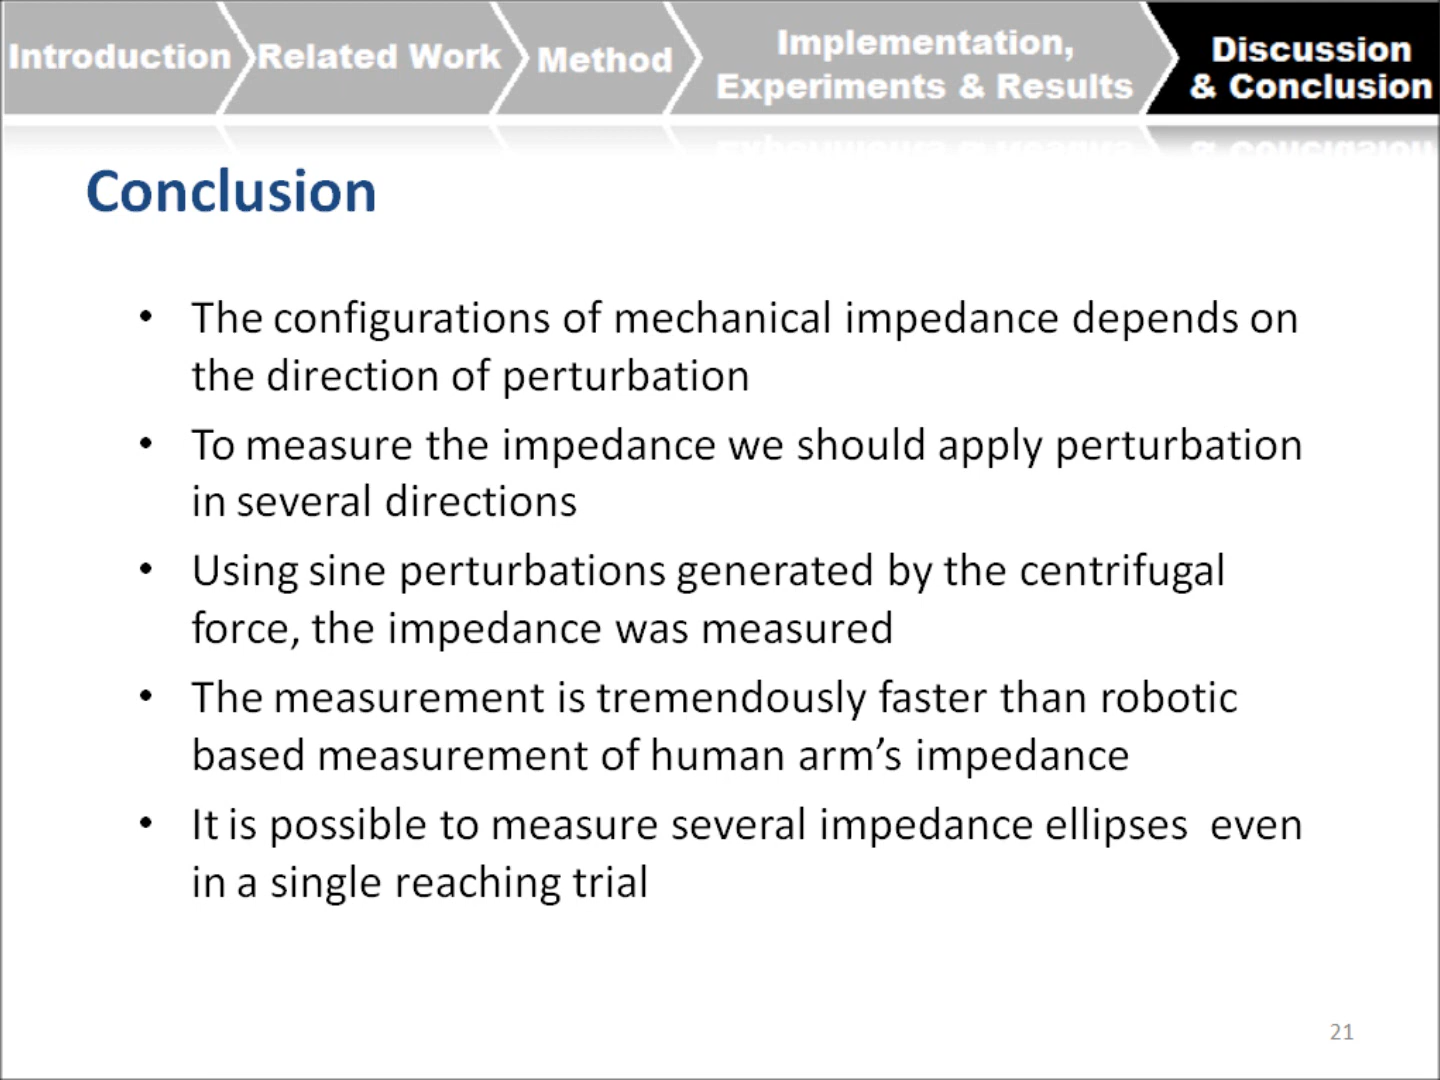 Introduction
Related Work
Method
Implementation,
Experiments & Results
Discussion
& Conclusion
Conclusion
• The configurations of mechanical impedance depends on
the direction of perturbation
• To measure the impedance we should apply perturbation
in several directions
• Using sine perturbations generated by the centrifugal
force, the impedance was measured
• The measurement is tremendously faster than robotic
based measurement of human arm’s impedance
• It is possible to measure several impedance ellipses  even
in a single reaching trial
21